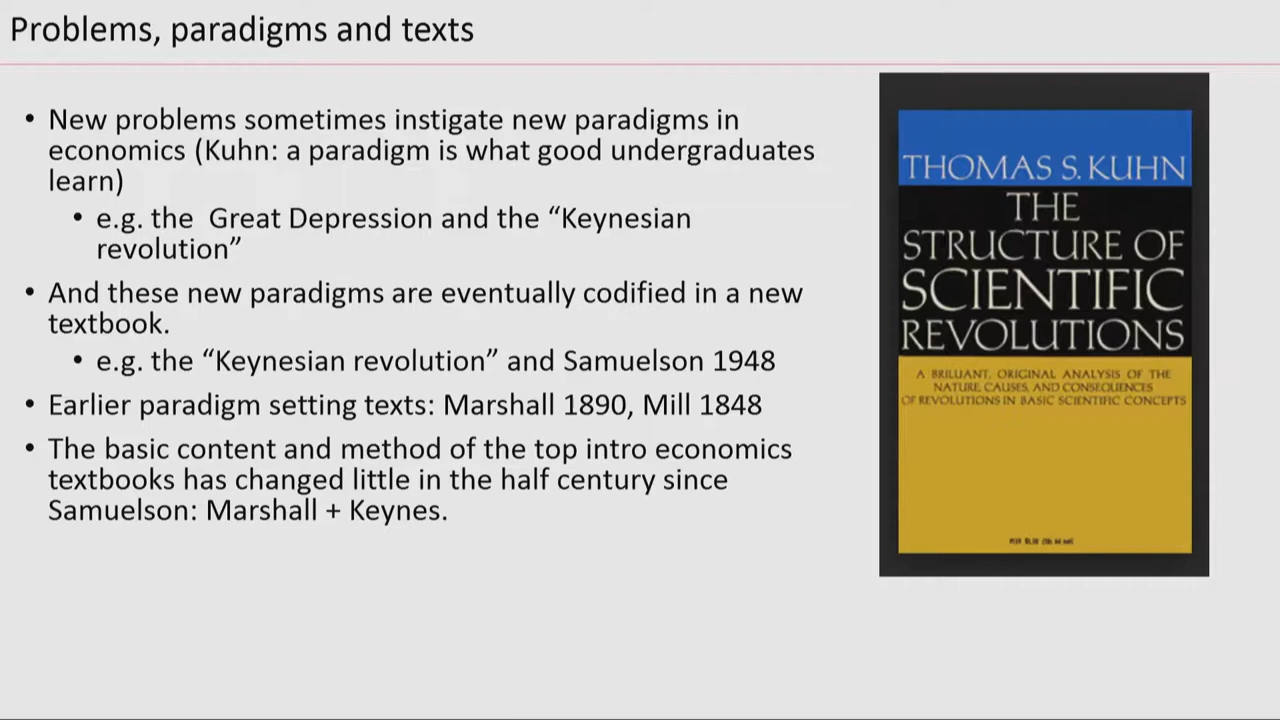 Problems, paradigms and texts
• New problems sometimes instigate new paradigms in
economics (Kuhn: a paradigm is what good undergraduates
learn)
• e.g. the  Great Depression and the “Keynesian
revolution”
• And these new paradigms are eventually codified in a new
textbook.
• e.g. the “Keynesian revolution” and Samuelson 1948
• Earlier paradigm setting texts: Marshall 1890, Mill 1848
• The basic content and method of the top intro economics
textbooks has changed little in the half century since
Samuelson: Marshall + Keynes.
THOMAS S. KUHN
THE
STRUCTURE OF
SCIENTIFIC
REVOLUTIONS
A BRILLIANT, ORIGINAL ANALYSIS OF THE
NATURE, CAUSES, AND CONSEQUENCES
OF REVOLUTIONS IN BASIC SCIENTIFIC CONCEPTS